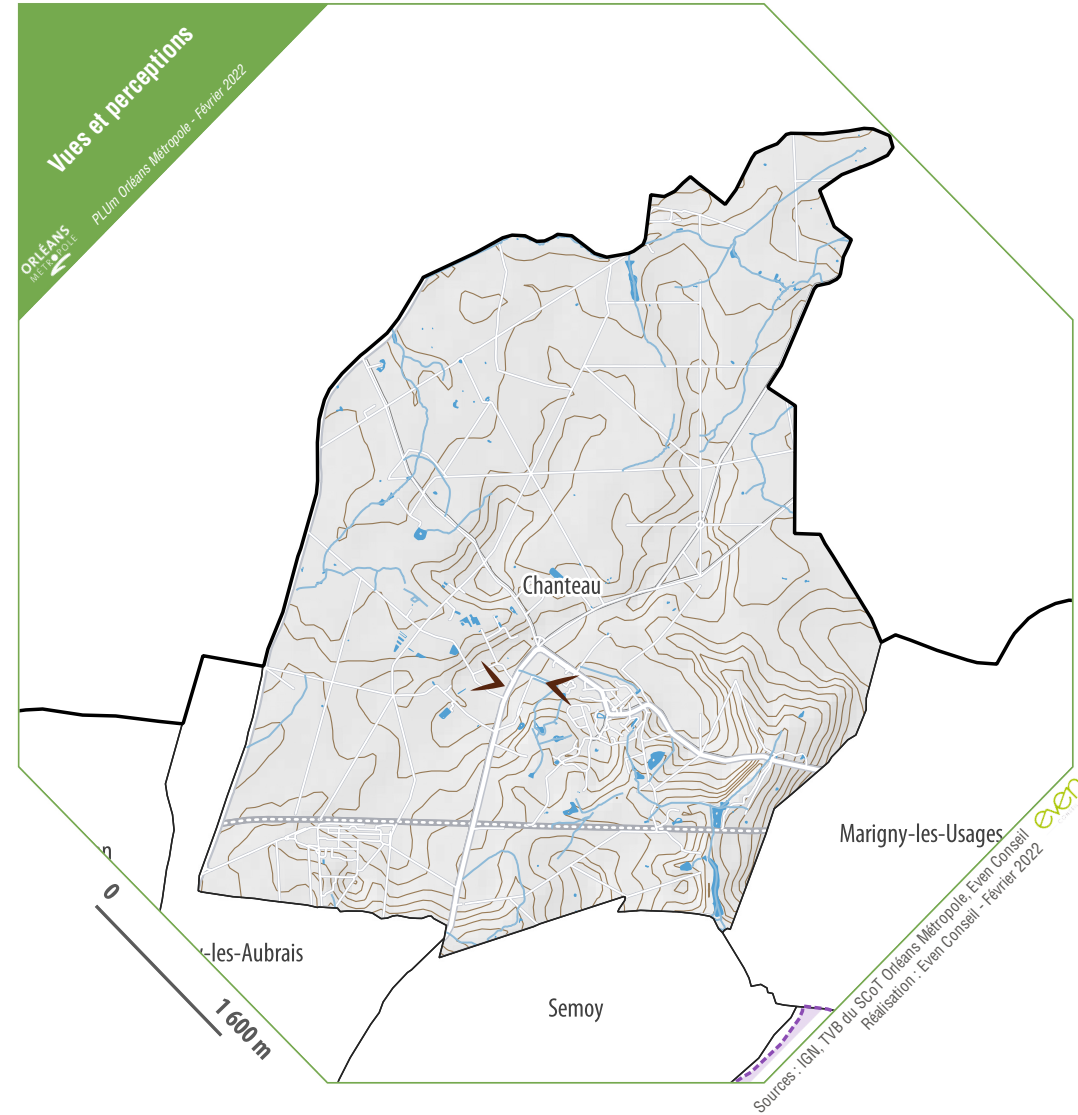 Vues et perceptions
PLUm Orléans Métropole - Février 2022
ORLÉANS
MÉTROPOLE
Chanteau
Marigny-les-Usages
n
y-les-Aubrais
Semoy
0
1 600 m
even
Sources : IGN, TVB du SCoT Orléans Métropole, Even Conseil
Réalisation : Even Conseil - Février 2022